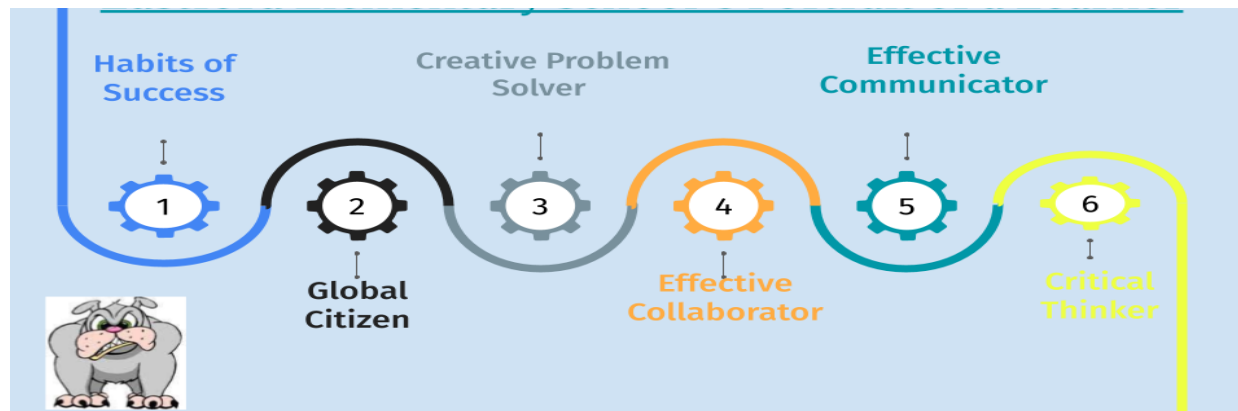 Habits of
Success
1
2
Global
Citizen
Creative Problem
Solver
3
4
Effective
Collaborator
Effective
Communicator
5
6
Critical
Thinker